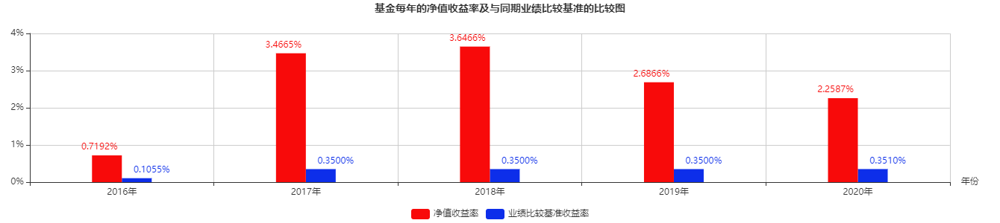 基金每年的净值收益率及与同期业绩比较基准的比较图
4%
3%
2%
1%
0%
0.7192%
0.1055%
3.4665%
0.3500%
3.6466%
0.3500%
2.6866%
0.3500%
2.2587%
0.3510%
2016年
2017年
2018年
2019年
2020年
年份
净值收益率
业绩比较基准收益率